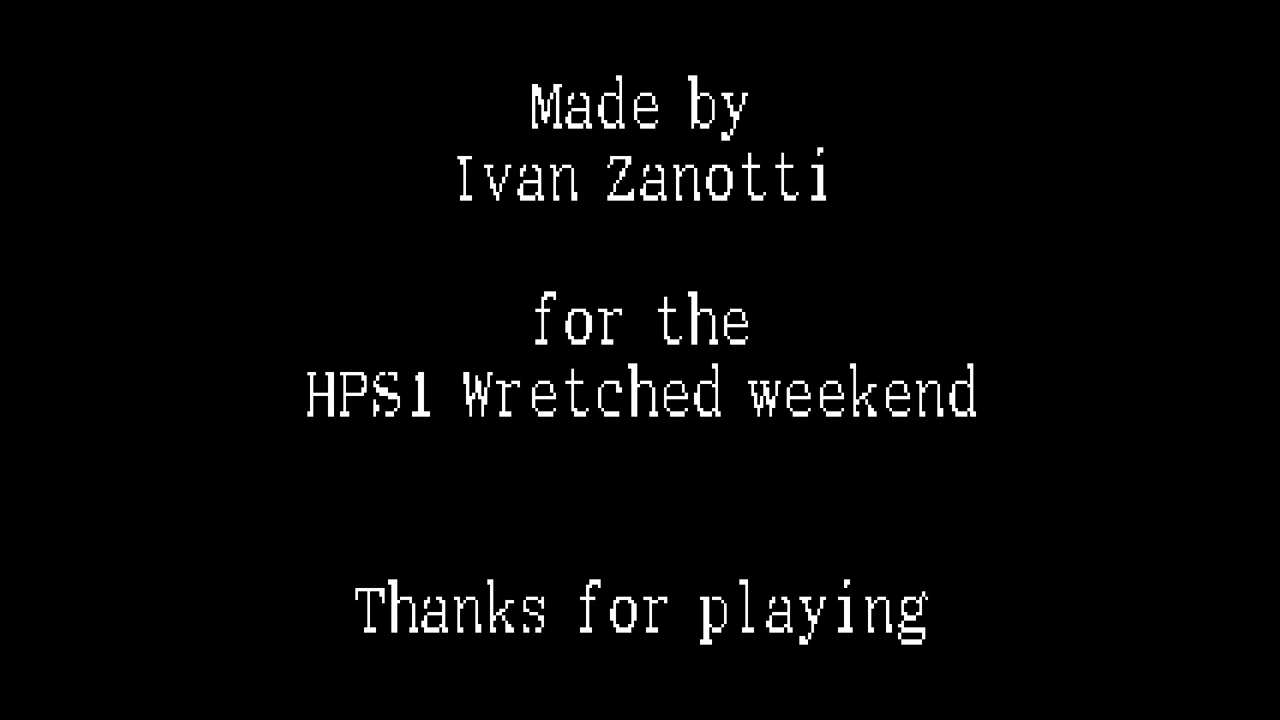 Made by
Ivan Zanotti
for the
HPS1 Wretched weekend
Thanks for playing